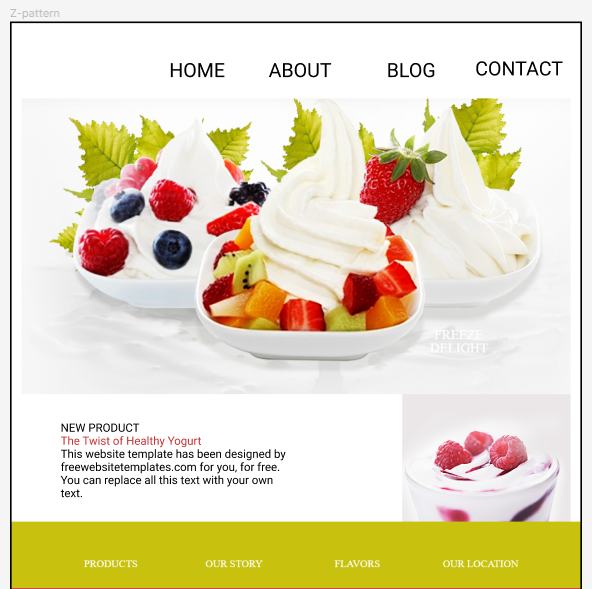 Z-pattern
HOME ABOUT BLOG CONTACT
FREEZE
DELIGHT
NEW PRODUCT
The Twist of Healthy Yogurt
This website template has been designed by
freewebsitetemplates.com for you, for free.
You can replace all this text with your own
text.
PRODUCTS OUR STORY FLAVORS OUR LOCATION